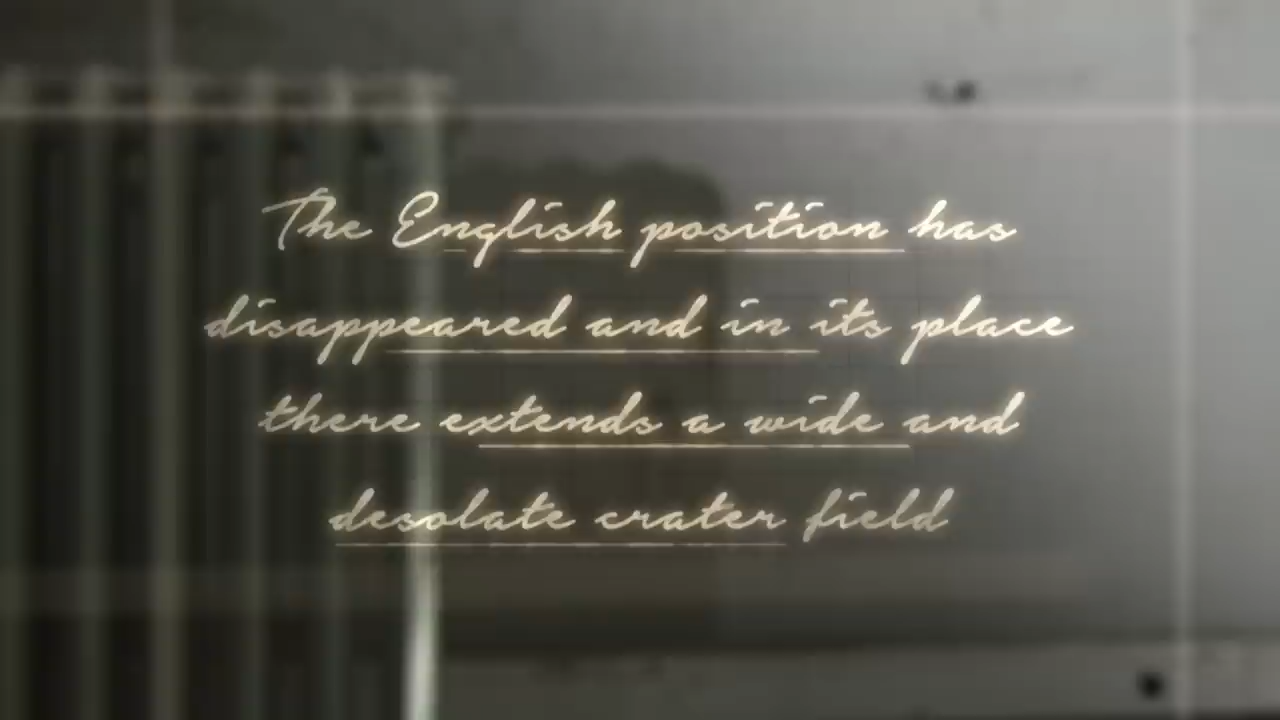 The English position has
disappeared and in its place
there extends a wide and
desolate crater field